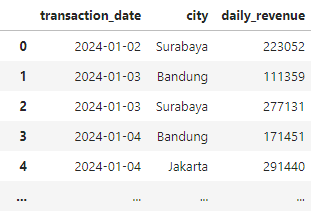 transaction_date city daily_revenue
0 2024-01-02 Surabaya 223052
1 2024-01-03 Bandung 111359
2 2024-01-03 Surabaya 277131
3 2024-01-04 Bandung 171451
4 2024-01-04 Jakarta 291440
... ... ... ...